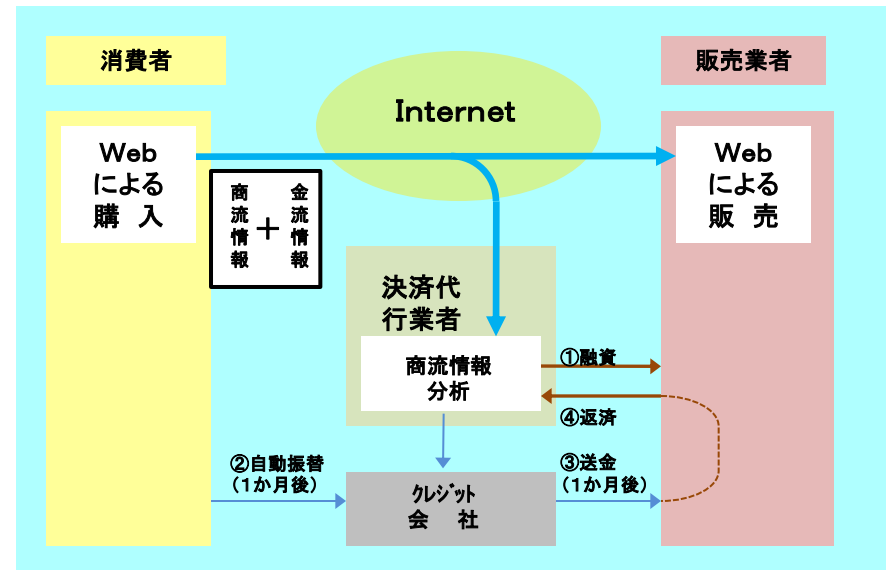 消費者
販売業者
Internet
Web
による
購 入
商流情報
＋
金流情報
Web
による
販 売
決済代
行業者
商流情報
分析
①融資
④返済
②自動振替
（１か月後）
③送金
（１か月後）
ｸﾚｼﾞｯﾄ
会 社